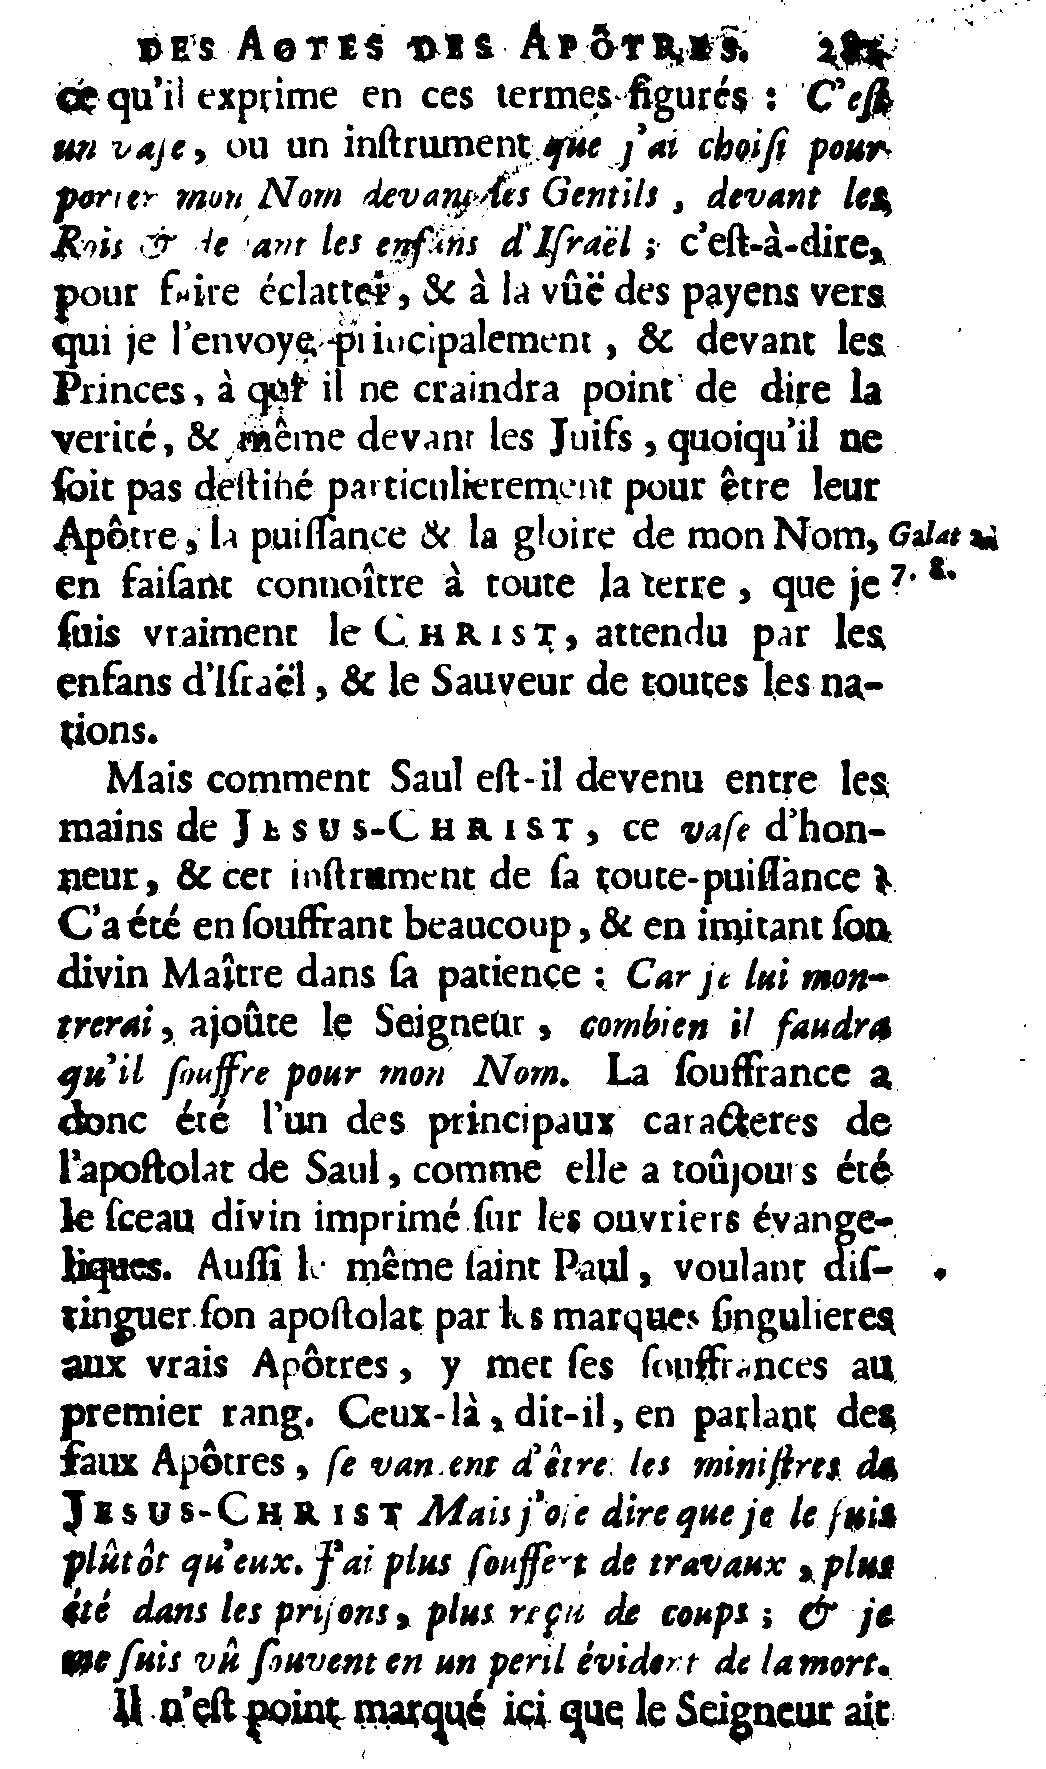 DES ACTES DES APÔTRES.
ce qu'il exprime en ces termes figurés : C'eſt
un vaſe, ou un inſtrument que j'ai choiſi pour
porter mon Nom devant les Gentils, devant les
Rois & devant les enfans d'Iſraël ; c'eſt-à-dire,
pour faire éclatter, & à la vûë des payens vers
qui je l'envoye principalement, & devant les
Princes, à qui il ne craindra point de dire la
verité, & même devant les Juifs, quoiqu'il ne
ſoit pas deſtiné particulierement pour être leur
Apôtre, la puiſſance & la gloire de mon Nom, Galat
en faiſant connoître à toute la terre, que je 7. 8.
ſuis vraiment le CHRIST, attendu par les
enfans d'Iſraël, & le Sauveur de toutes les na-
tions.
Mais comment Saul eſt-il devenu entre les
mains de JESUS-CHRIST, ce vaſe d'hon-
neur, & cet inſtrument de ſa toute-puiſſance ?
C'a été en ſouffrant beaucoup, & en imitant ſon
divin Maître dans ſa patience : Car je lui mon-
trerai, ajoûte le Seigneur, combien il faudra
qu'il ſouffre pour mon Nom. La ſouffrance a
donc été l'un des principaux caracteres de
l'apoſtolat de Saul, comme elle a toûjours été
le ſceau divin imprimé ſur les ouvriers évange-
liques. Auſſi le même ſaint Paul, voulant diſ-
tinguer ſon apoſtolat par les marques ſingulieres
aux vrais Apôtres, y met ſes ſouffrances au
premier rang. Ceux-là, dit-il, en parlant des
faux Apôtres, ſe vantent d'être les miniſtres de
JESUS-CHRIST Mais j'oſe dire que je le ſuis
plûtôt qu'eux. J'ai plus ſouffert de travaux, plus
été dans les priſons, plus reçu de coups ; & je
me ſuis vû ſouvent en un peril évident de la mort.
Il n'eſt point marqué ici que le Seigneur ait